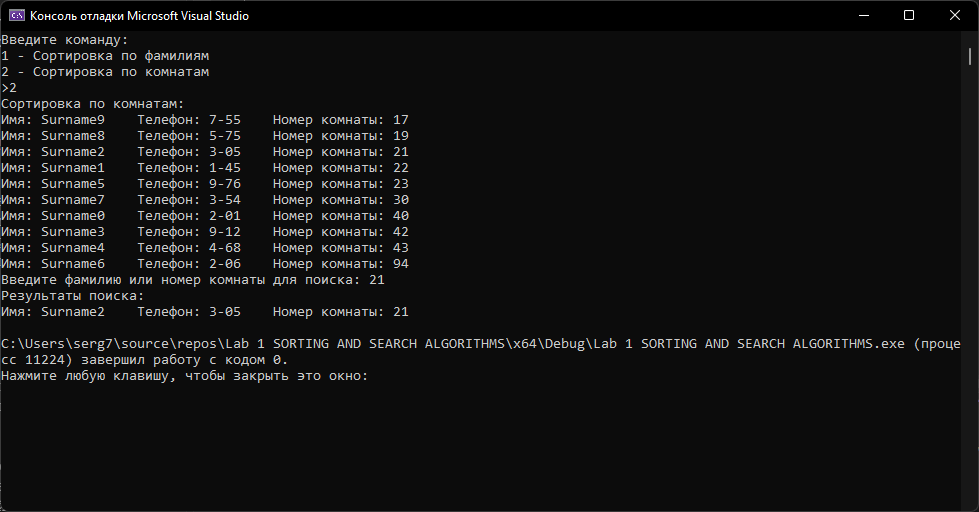 Консоль отладки Microsoft Visual Studio
Введите команду:
1 - Сортировка по фамилиям
2 - Сортировка по комнатам
>2
Сортировка по комнатам:
Имя: Surname9    Телефон: 7-55    Номер комнаты: 17
Имя: Surname8    Телефон: 5-75    Номер комнаты: 19
Имя: Surname2    Телефон: 3-05    Номер комнаты: 21
Имя: Surname1    Телефон: 1-45    Номер комнаты: 22
Имя: Surname5    Телефон: 9-76    Номер комнаты: 23
Имя: Surname7    Телефон: 3-54    Номер комнаты: 30
Имя: Surname0    Телефон: 2-01    Номер комнаты: 40
Имя: Surname3    Телефон: 9-12    Номер комнаты: 42
Имя: Surname4    Телефон: 4-68    Номер комнаты: 43
Имя: Surname6    Телефон: 2-06    Номер комнаты: 94
Введите фамилию или номер комнаты для поиска: 21
Результаты поиска:
Имя: Surname2    Телефон: 3-05    Номер комнаты: 21
C:\Users\serg7\source\repos\Lab 1 SORTING AND SEARCH ALGORITHMS\x64\Debug\Lab 1 SORTING AND SEARCH ALGORITHMS.exe (проце
сс 11224) завершил работу с кодом 0.
Нажмите любую клавишу, чтобы закрыть это окно: